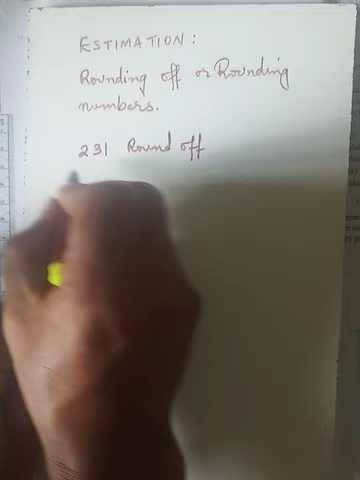 ESTIMATION:
Rounding off or Rounding
numbers.
231 Round off